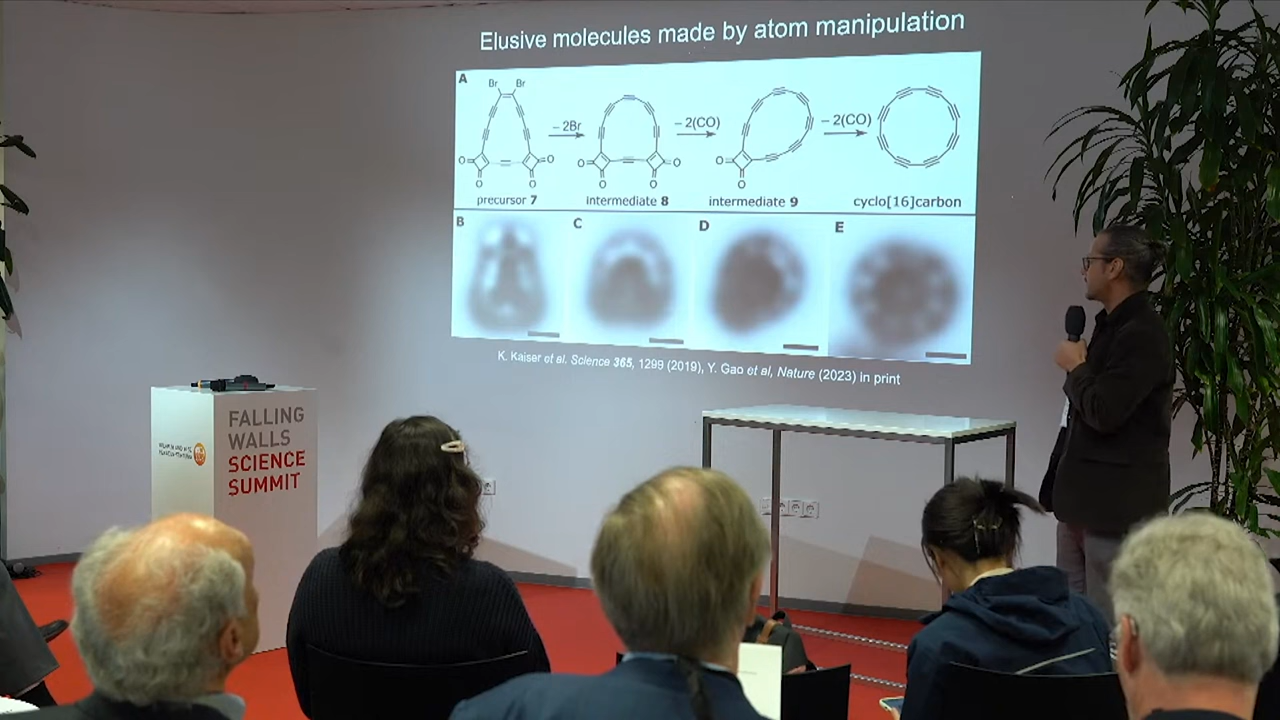 Elusive molecules made by atom manipulation
A
Br Br
– 2Br
– 2(CO)
– 2(CO)
O O O O O O
O O O O O
precursor 7 intermediate 8 intermediate 9 cyclo[16]carbon
B C D E
K. Kaiser et al. Science 365, 1299 (2019), Y. Gao et al, Nature (2023) in print
FALLING
WALLS
SCIENCE
SUMMIT